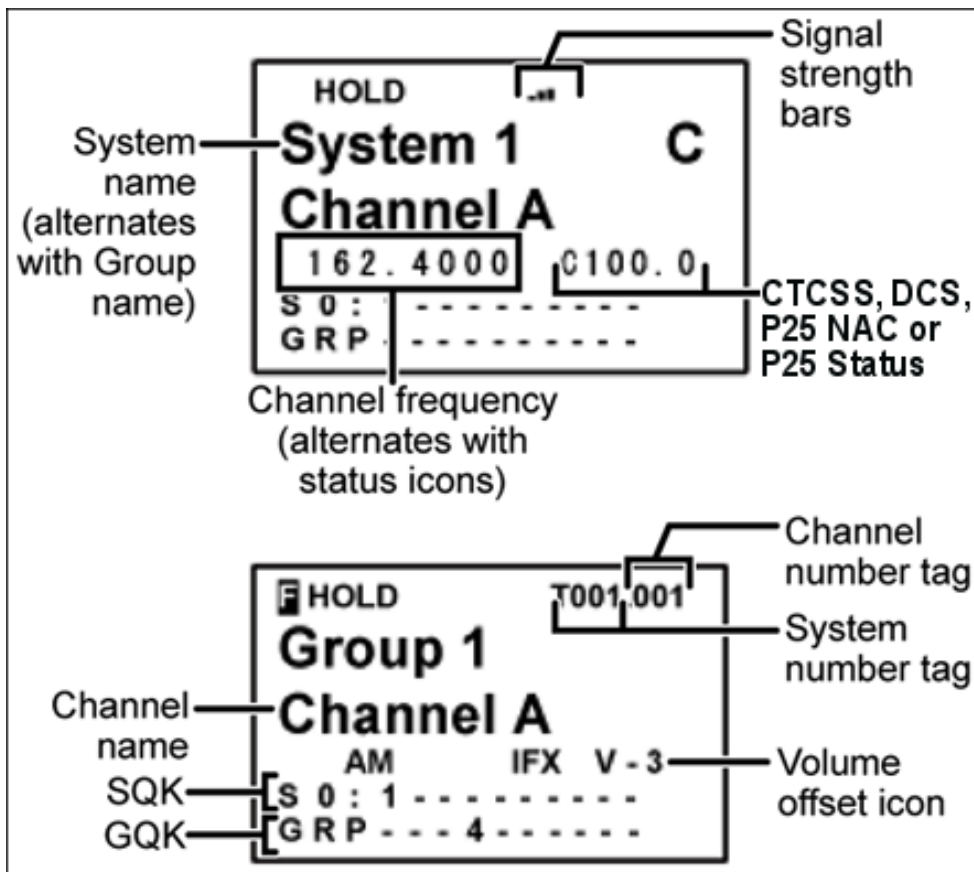 Signal
strength
bars
HOLD
System 1 C
Channel A
162.4000 C100.0
S0: - - - - - - - - -
GRP - - - - - - - - - -
System
name
(alternates
with Group
name)
CTCSS, DCS,
P25 NAC or
P25 Status
Channel frequency
(alternates with
status icons)
Channel
number tag
System
number tag
F HOLD T001.001
Group 1
Channel A
AM IFX V-3
S0:1 - - - - - - - - -
GRP - - - 4 - - - - - -
Channel
name
SQK
GQK
Volume
offset icon